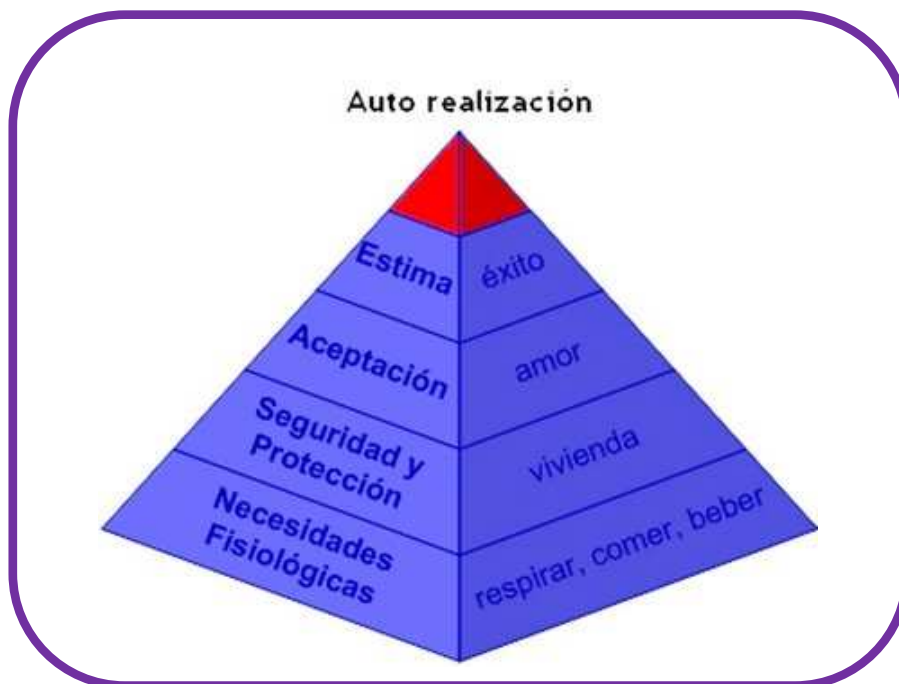 Auto realización
Estima
éxito
Aceptación
amor
Seguridad y
Protección
vivienda
Necesidades
Fisiológicas
respirar, comer, beber